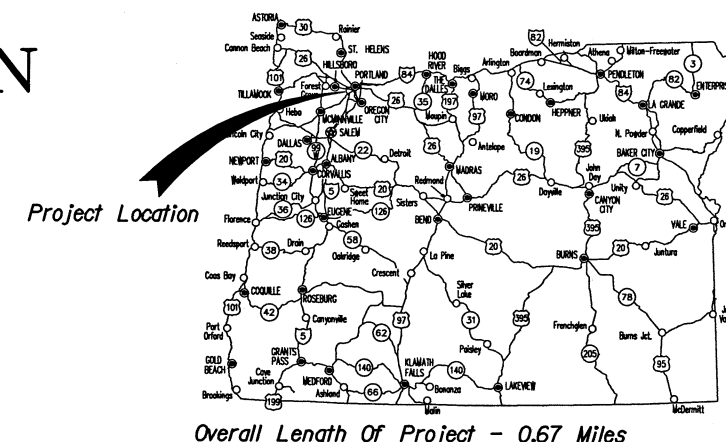 N
ASTORIA
30
Rainier
Seaside
Cannon Beach
26
ST. HELENS
HILLSBORO
PORTLAND
101
Forest
TILLAMOOK
MCMINNVILLE
OREGON
CITY
Hebo
84
HOOD
RIVER
THE
DALLES
Biggs
Arlington
Boardman
Hermiston
82
Athena
Milton-Freewater
3
PENDLETON
82
ENTERPR
84
LA GRANDE
35
197
MORO
97
Maupin
26
74
Lexington
HEPPNER
CONDON
Ukiah
N. Powder
Copperfield
Lincoln City
SALEM
DALLAS
99
22
Detroit
26
Antelope
MADRAS
19
395
BAKER CITY
NEWPORT
20
ALBANY
CORVALLIS
Waldport
34
Junction City
5
Sweet
Home
20
126
Sisters
Redmond
PRINEVILLE
26
Dayville
John
Day
CANYON
CITY
7
Unity
26
Project Location
Florence
36
126
EUGENE
Goshen
BEND
395
VALE
Reedsport
38
Drain
58
Oakridge
La Pine
20
BURNS
20
Juntura
Crescent
Coos Bay
COQUILLE
ROSEBURG
Silver
Lake
78
101
42
Canyonville
97
31
395
Port
Orford
5
62
Paisley
Frenchglen
Burns Jct.
GOLD
BEACH
GRANTS
PASS
Cave
Junction
MEDFORD
140
KLAMATH
FALLS
140
205
95
Brookings
199
Ashland
66
Bonanza
LAKEVIEW
Malin
McDermitt
Overall Length Of Project - 0.67 Miles